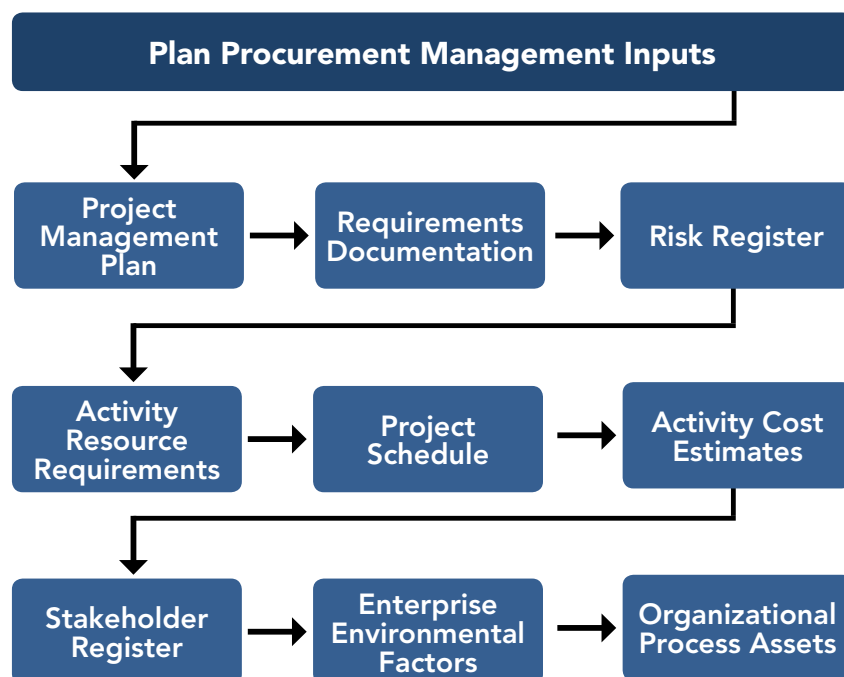 Plan Procurement Management Inputs
Project
Management
Plan
Requirements
Documentation
Risk Register
Activity
Resource
Requirements
Project
Schedule
Activity Cost
Estimates
Stakeholder
Register
Enterprise
Environmental
Factors
Organizational
Process Assets